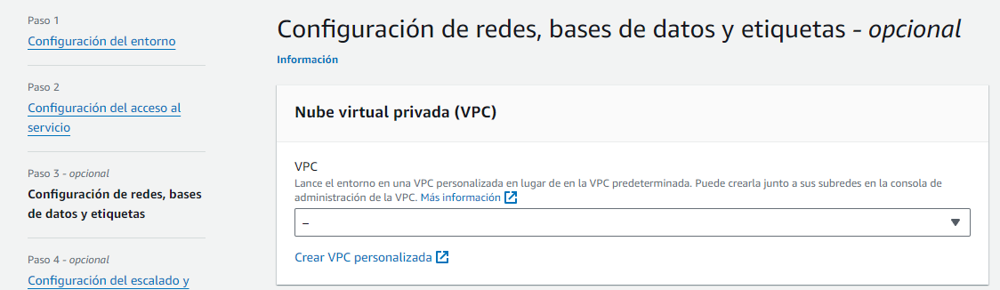 Paso 1
Configuración del entorno
Paso 2
Configuración del acceso al
servicio
Paso 3 - opcional
Configuración de redes, bases
de datos y etiquetas
Paso 4 - opcional
Configuración del escalado y
Configuración de redes, bases de datos y etiquetas - opcional
Información
Nube virtual privada (VPC)
VPC
Lance el entorno en una VPC personalizada en lugar de en la VPC predeterminada. Puede crearla junto a sus subredes en la consola de
administración de la VPC. Más información
–
Crear VPC personalizada